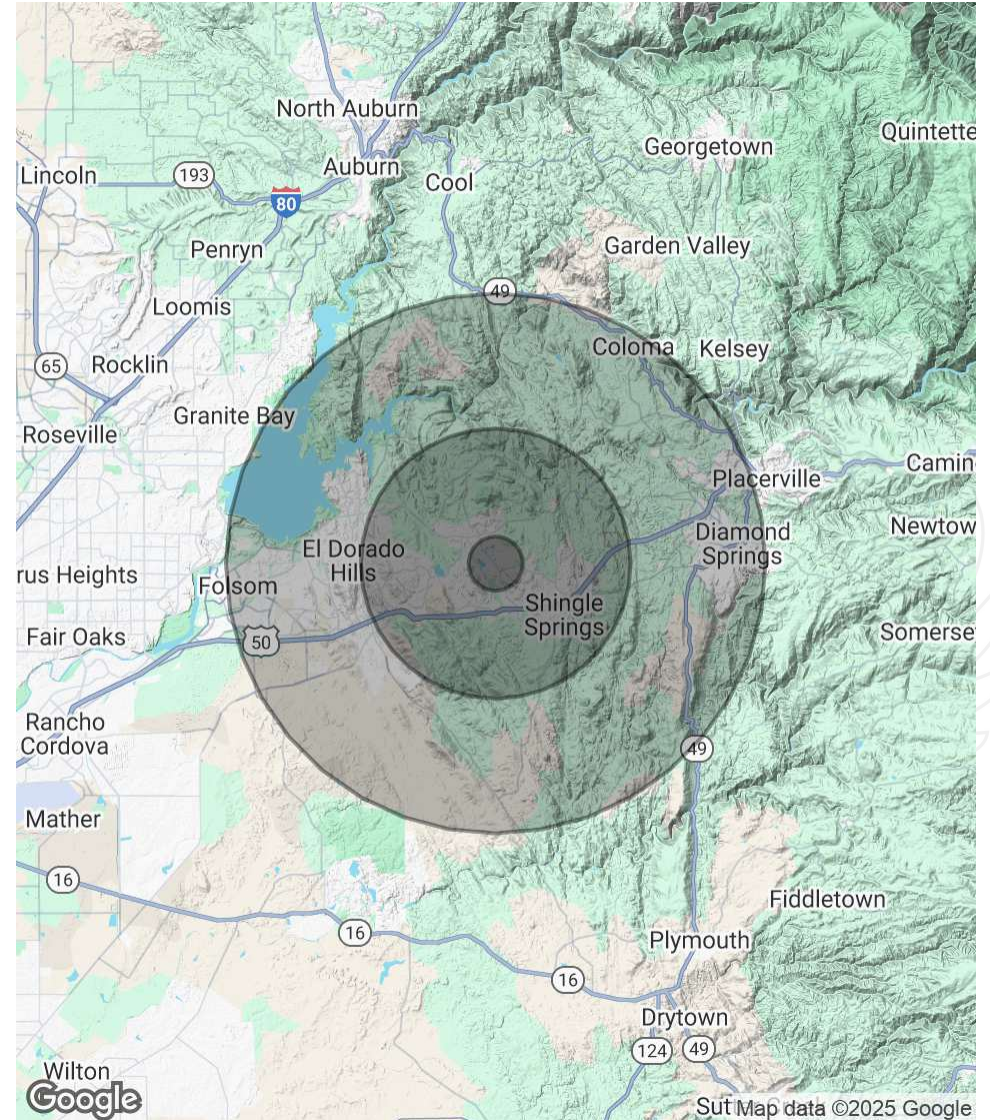 North Auburn
Auburn
Lincoln
193
80
Cool
Georgetown
Quintette
Penryn
Garden Valley
Loomis
49
65
Rocklin
Coloma
Kelsey
Granite Bay
Roseville
Placerville
Camin
Diamond
Springs
Newtow
El Dorado
Hills
rus Heights
Folsom
Shingle
Springs
Fair Oaks
50
Somerse
Rancho
Cordova
49
Mather
16
Fiddletown
16
Plymouth
16
Drytown
124
49
Wilton
Google
Sut
Map data ©2025 Google